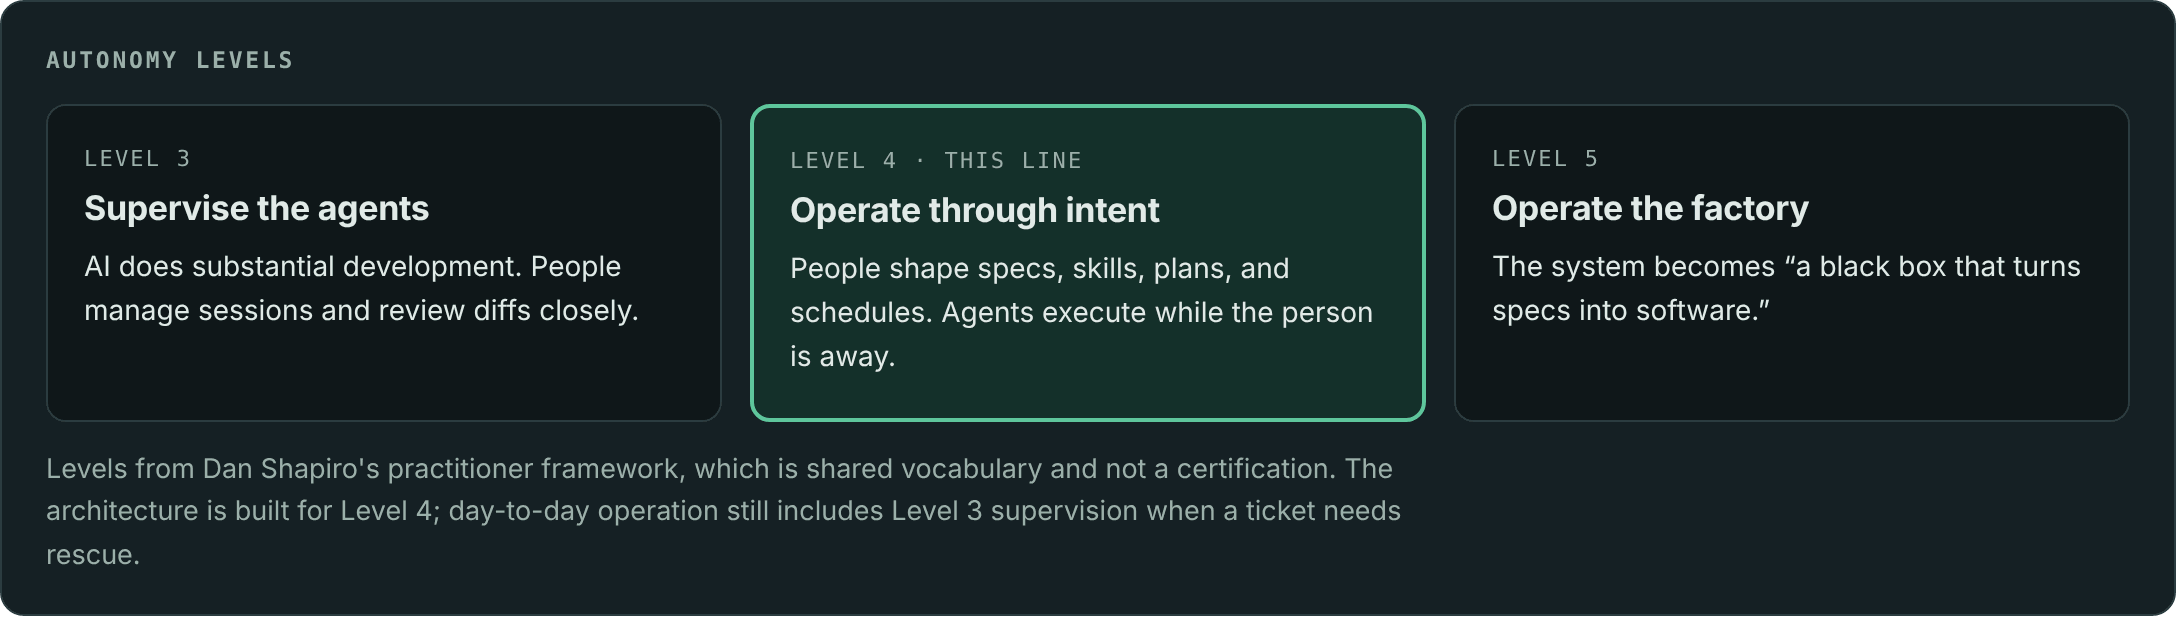 AUTONOMY LEVELS
LEVEL 3
Supervise the agents
AI does substantial development. People
manage sessions and review diffs closely.
LEVEL 4 · THIS LINE
Operate through intent
People shape specs, skills, plans, and
schedules. Agents execute while the person
is away.
LEVEL 5
Operate the factory
The system becomes “a black box that turns
specs into software.”
Levels from Dan Shapiro's practitioner framework, which is shared vocabulary and not a certification. The
architecture is built for Level 4; day-to-day operation still includes Level 3 supervision when a ticket needs
rescue.